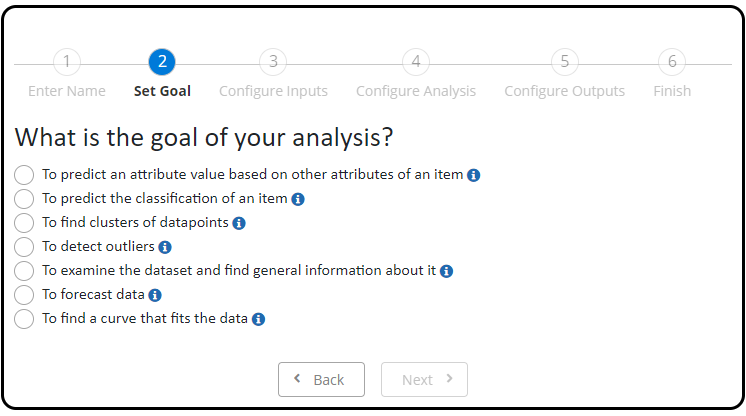 1 2 3 4 5 6
Enter Name Set Goal Configure Inputs Configure Analysis Configure Outputs Finish
What is the goal of your analysis?
To predict an attribute value based on other attributes of an item i
To predict the classification of an item i
To find clusters of datapoints i
To detect outliers i
To examine the dataset and find general information about it i
To forecast data i
To find a curve that fits the data i
Back Next